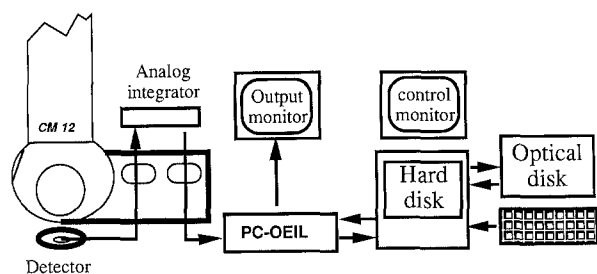 Analog
integrator
CM 12
Output
monitor
control
monitor
Hard
disk
Optical
disk
PC-OEIL
Detector